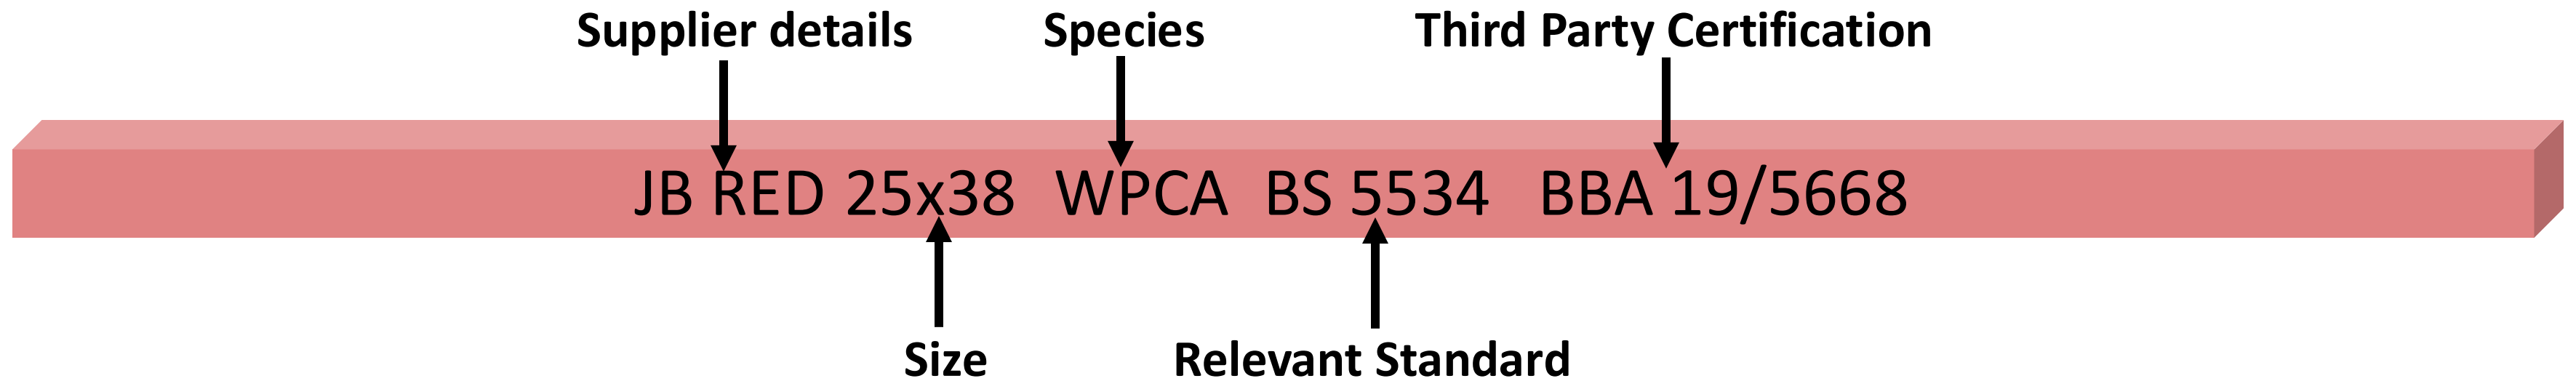 Supplier details Species Third Party Certification
JB RED 25x38 WPCA BS 5534 BBA 19/5668
Size Relevant Standard